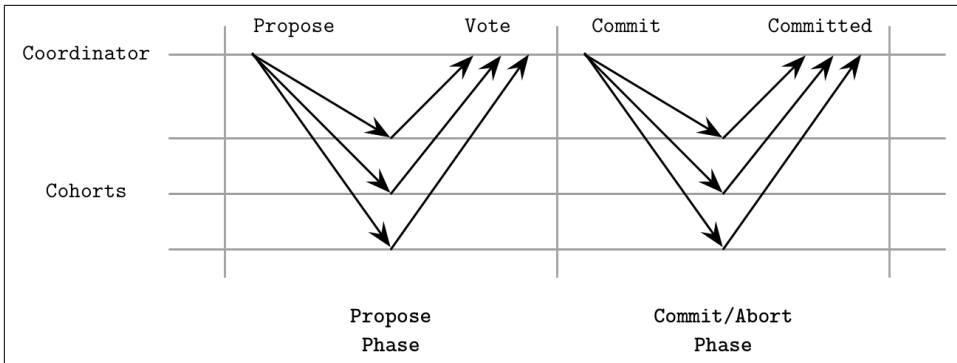 Propose
Vote
Commit
Committed
Coordinator
Cohorts
Propose
Phase
Commit/Abort
Phase